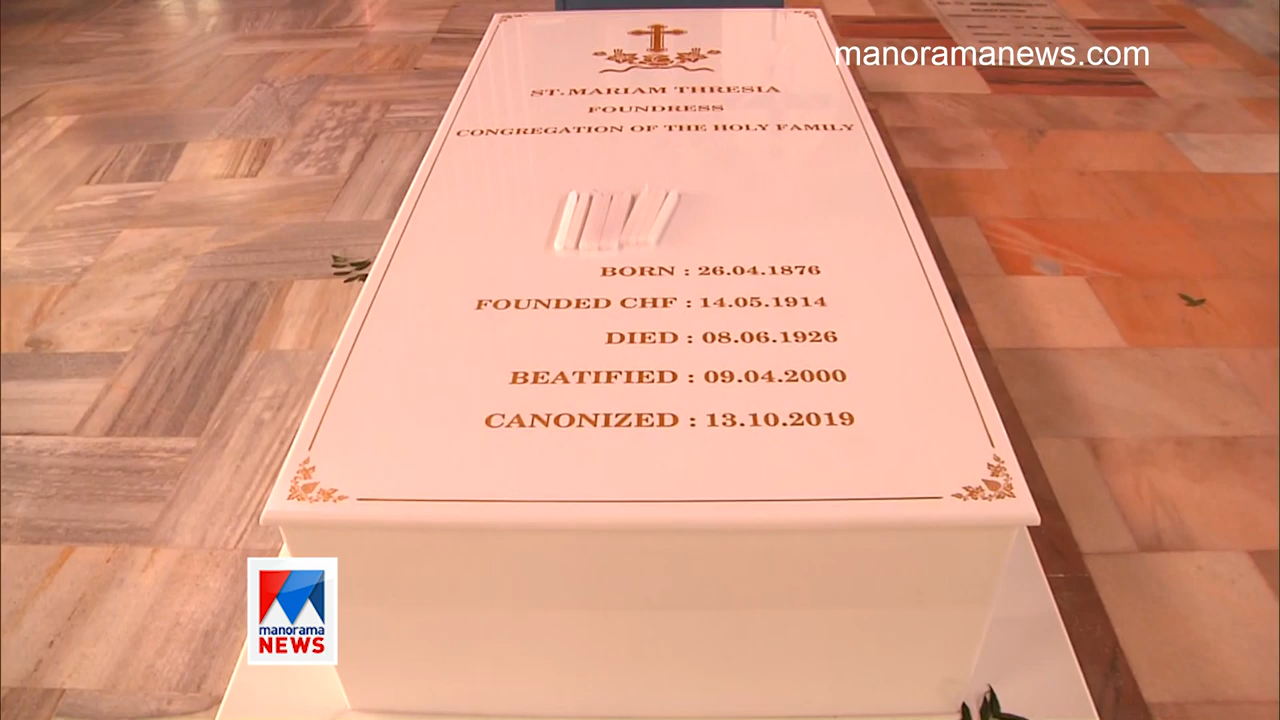 manoramanews.com
ST. MARIAM THRESIA
FOUNDRESS
CONGREGATION OF THE HOLY FAMILY
BORN : 26.04.1876
FOUNDED CHF : 14.05.1914
DIED : 08.06.1926
BEATIFIED : 09.04.2000
CANONIZED : 13.10.2019
manorama
NEWS